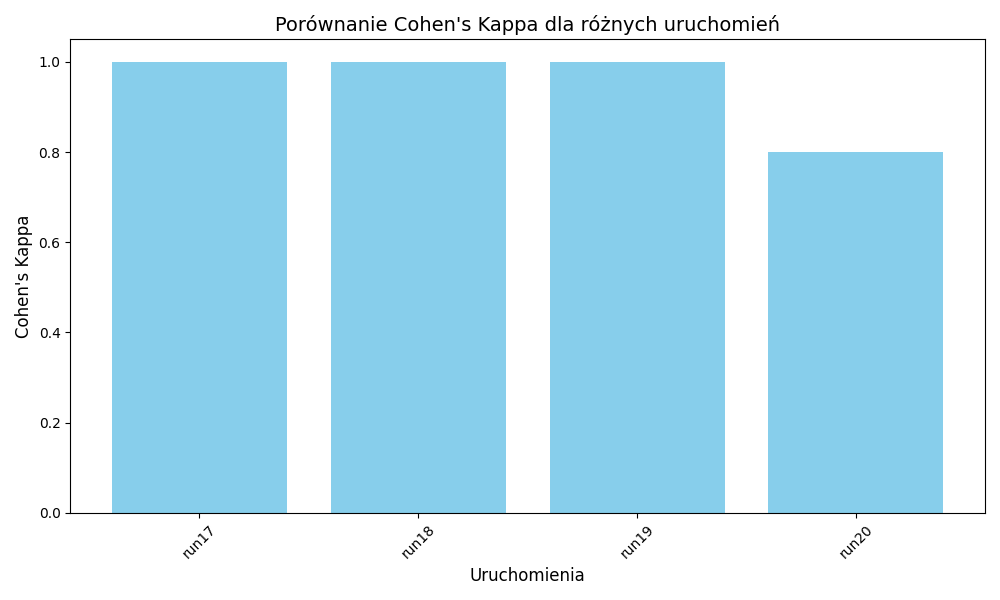 Porównanie Cohen's Kappa dla różnych uruchomień
Cohen's Kappa
1.0
0.8
0.6
0.4
0.2
0.0
run17
run18
run19
run20
Uruchomienia